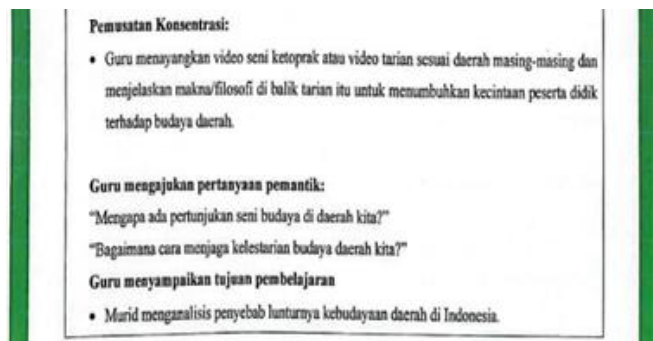 Pemusatan Konsentrasi:
• Guru menayangkan video seni ketoprak atau video tarian sesuai daerah masing-masing dan
menjelaskan makna/filosofi di balik tarian itu untuk menumbuhkan kecintaan peserta didik
terhadap budaya daerah.
Guru mengajukan pertanyaan pemantik:
“Mengapa ada pertunjukan seni budaya di daerah kita?”
“Bagaimana cara menjaga kelestarian budaya daerah kita?”
Guru menyampaikan tujuan pembelajaran
• Murid menganalisis penyebab lunturnya kebudayaan daerah di Indonesia.